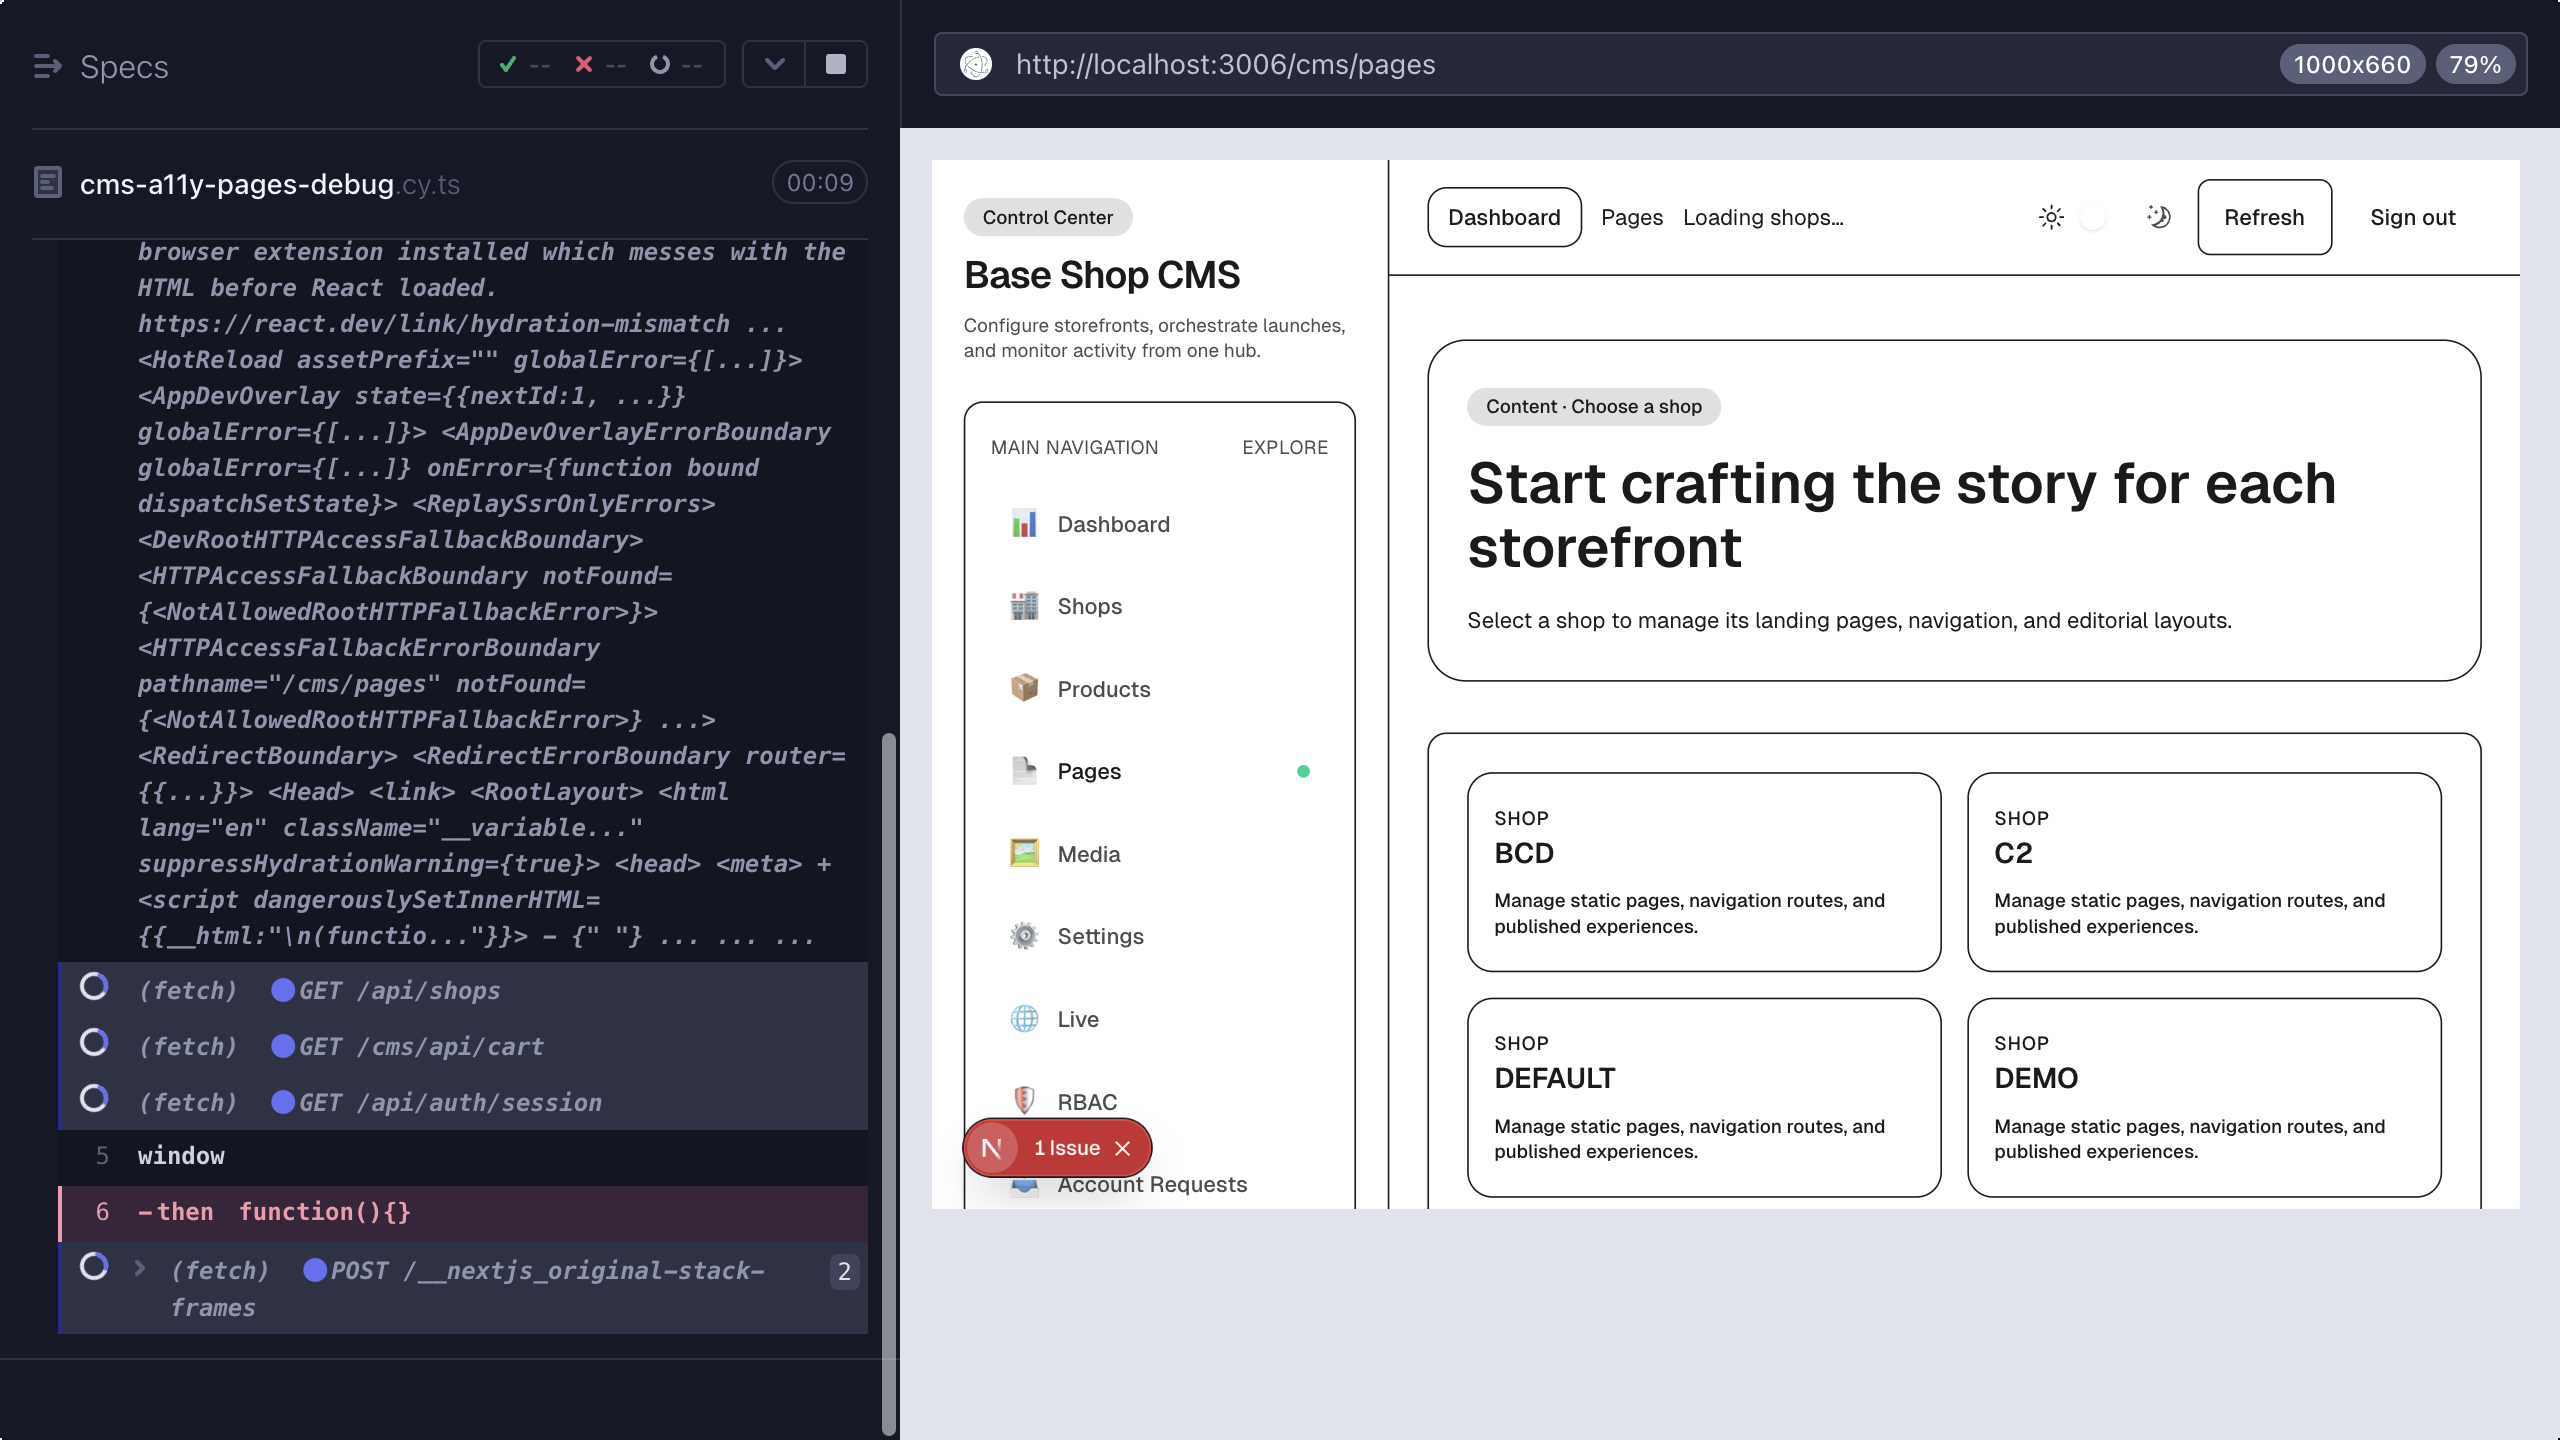 Specs
--
--
--
cms-a11y-pages-debug.cy.ts
00:09
browser extension installed which messes with the
HTML before React loaded.
https://react.dev/link/hydration-mismatch ...
<HotReload assetPrefix="" globalError={[...]}>
<AppDevOverlay state={{nextId:1, ...}}
globalError={[...]}> <AppDevOverlayErrorBoundary
globalError={[...]} onError={function bound
dispatchSetState}> <ReplaySsrOnlyErrors>
<DevRootHTTPAccessFallbackBoundary>
<HTTPAccessFallbackBoundary notFound=
{<NotAllowedRootHTTPFallbackError>}>
<HTTPAccessFallbackErrorBoundary
pathname="/cms/pages" notFound=
{<NotAllowedRootHTTPFallbackError>} ...>
<RedirectBoundary> <RedirectErrorBoundary router=
{{...}}> <Head> <link> <RootLayout> <html
lang="en" className="__variable..."
suppressHydrationWarning={true}> <head> <meta> +
<script dangerouslySetInnerHTML=
{{__html:"\n(functio..."}}> - {" "} ... ... ...
(fetch) GET /api/shops
(fetch) GET /cms/api/cart
(fetch) GET /api/auth/session
5 window
6 -then function(){}
(fetch) POST /__nextjs_original-stack-
frames
2
http://localhost:3006/cms/pages
1000x660
79%
Control Center
Base Shop CMS
Configure storefronts, orchestrate launches,
and monitor activity from one hub.
MAIN NAVIGATION
EXPLORE
Dashboard
Shops
Products
Pages
Media
Settings
Live
RBAC
N 1 Issue
Account Requests
Dashboard
Pages
Loading shops…
Refresh
Sign out
Content · Choose a shop
Start crafting the story for each
storefront
Select a shop to manage its landing pages, navigation, and editorial layouts.
SHOP
BCD
Manage static pages, navigation routes, and
published experiences.
SHOP
C2
Manage static pages, navigation routes, and
published experiences.
SHOP
DEFAULT
Manage static pages, navigation routes, and
published experiences.
SHOP
DEMO
Manage static pages, navigation routes, and
published experiences.